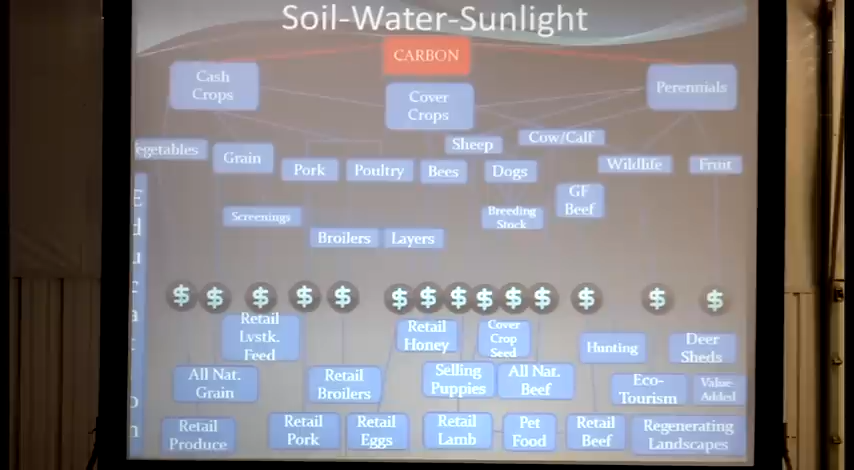 Soil-Water-Sunlight
CARBON
Cash
Crops
Cover
Crops
Perennials
Sheep
Cow/Calf
egetables
Grain
Pork
Poultry
Bees
Dogs
Wildlife
Fruit
GF
Beef
Screenings
Breeding
Stock
Broilers
Layers
$ $ $ $ $ $ $ $ $ $ $ $ $ $
Retail
Lvstk.
Feed
Retail
Honey
Cover
Crop
Seed
Hunting
Deer
Sheds
All Nat.
Grain
Retail
Broilers
Selling
Puppies
All Nat.
Beef
Eco-
Tourism
Value
Added
Retail
Produce
Retail
Pork
Retail
Eggs
Retail
Lamb
Pet
Food
Retail
Beef
Regenerating
Landscapes